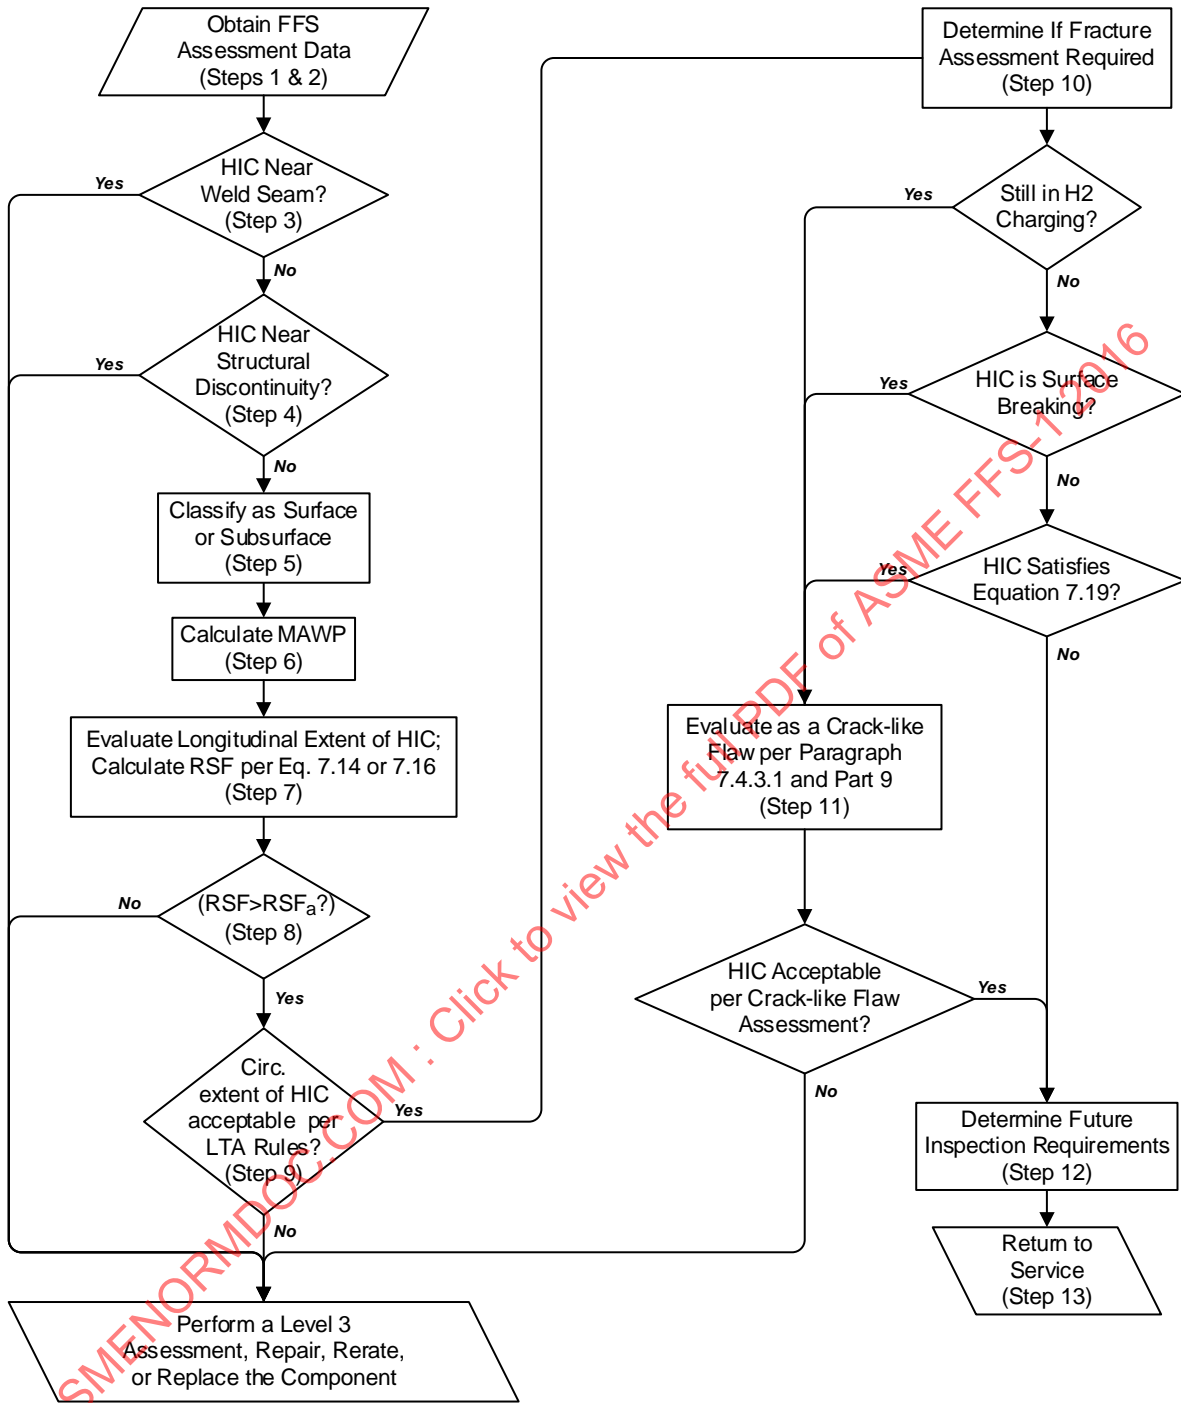 Obtain FFS
Assessment Data
(Steps 1 & 2)
HIC Near
Weld Seam?
(Step 3)
Yes
No
HIC Near
Structural
Discontinuity?
(Step 4)
Yes
No
Classify as Surface
or Subsurface
(Step 5)
Calculate MAWP
(Step 6)
Evaluate Longitudinal Extent of HIC;
Calculate RSF per Eq. 7.14 or 7.16
(Step 7)
(RSF>RSFa?)
(Step 8)
No
Yes
Circ.
extent of HIC
acceptable per
LTA Rules?
(Step 9)
Yes
No
Perform a Level 3
Assessment, Repair, Rerate,
or Replace the Component
Determine If Fracture
Assessment Required
(Step 10)
Still in H2
Charging?
Yes
No
HIC is Surface
Breaking?
Yes
No
HIC Satisfies
Equation 7.19?
Yes
No
Evaluate as a Crack-like
Flaw per Paragraph
7.4.3.1 and Part 9
(Step 11)
HIC Acceptable
per Crack-like Flaw
Assessment?
Yes
No
Determine Future
Inspection Requirements
(Step 12)
Return to
Service
(Step 13)
SMENORMDOC.COM : Click to view the full PDF of ASME FFS-1 2016